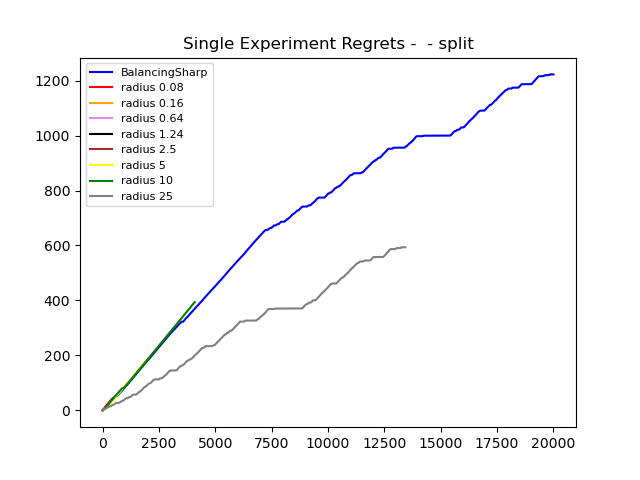 Single Experiment Regrets -  - split
BalancingSharp
radius 0.08
radius 0.16
radius 0.64
radius 1.24
radius 2.5
radius 5
radius 10
radius 25
1200
1000
800
600
400
200
0
0 2500 5000 7500 10000 12500 15000 17500 20000